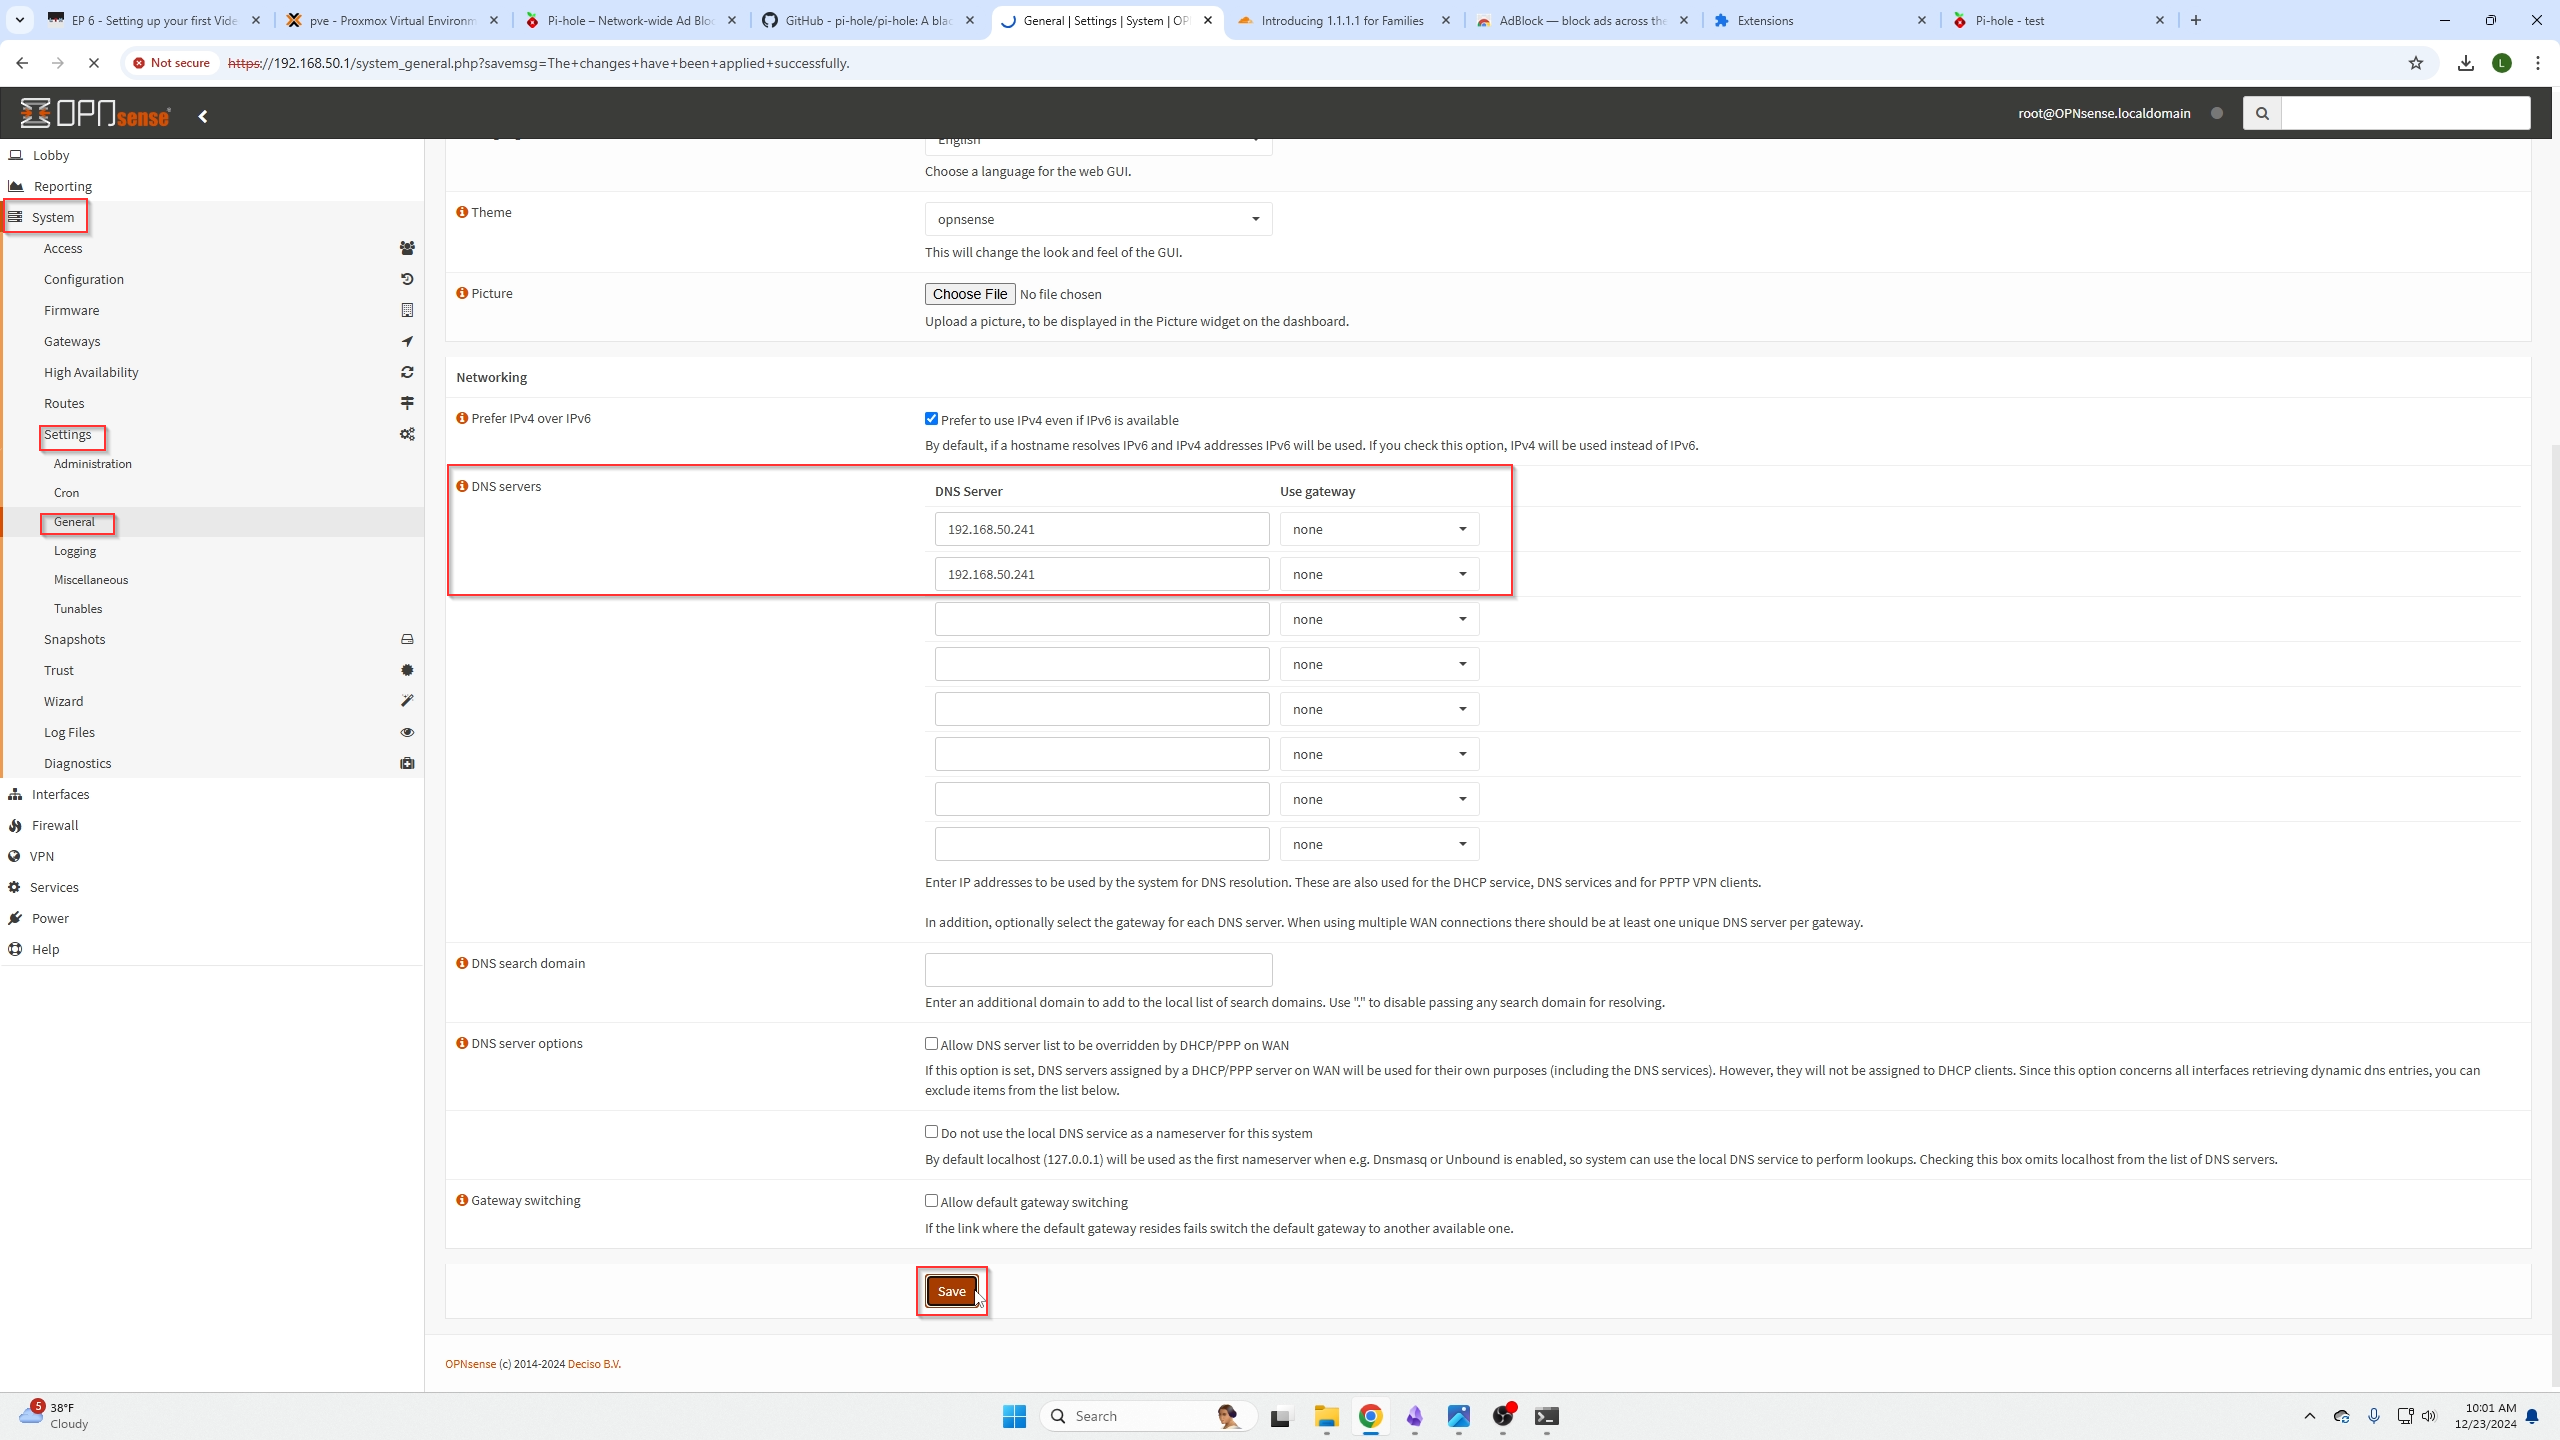 EP 6 - Setting up your first Vide
pve - Proxmox Virtual Environm
Pi-hole – Network-wide Ad Bloc
GitHub - pi-hole/pi-hole: A blac
General | Settings | System | OP
Introducing 1.1.1.1 for Families
AdBlock — block ads across the
Extensions
Pi-hole - test
Not secure
https://192.168.50.1/system_general.php?savemsg=The+changes+have+been+applied+successfully.
L
OPNsense
root@OPNsense.localdomain
Lobby
Reporting
System
Access
Configuration
Firmware
Gateways
High Availability
Routes
Settings
Administration
Cron
General
Logging
Miscellaneous
Tunables
Snapshots
Trust
Wizard
Log Files
Diagnostics
Interfaces
Firewall
VPN
Services
Power
Help
English
Choose a language for the web GUI.
Theme
opnsense
This will change the look and feel of the GUI.
Picture
Choose File No file chosen
Upload a picture, to be displayed in the Picture widget on the dashboard.
Networking
Prefer IPv4 over IPv6
Prefer to use IPv4 even if IPv6 is available
By default, if a hostname resolves IPv6 and IPv4 addresses IPv6 will be used. If you check this option, IPv4 will be used instead of IPv6.
DNS servers
DNS Server Use gateway
192.168.50.241 none
192.168.50.241 none
none
none
none
none
none
none
Enter IP addresses to be used by the system for DNS resolution. These are also used for the DHCP service, DNS services and for PPTP VPN clients.
In addition, optionally select the gateway for each DNS server. When using multiple WAN connections there should be at least one unique DNS server per gateway.
DNS search domain
Enter an additional domain to add to the local list of search domains. Use "." to disable passing any search domain for resolving.
DNS server options
Allow DNS server list to be overridden by DHCP/PPP on WAN
If this option is set, DNS servers assigned by a DHCP/PPP server on WAN will be used for their own purposes (including the DNS services). However, they will not be assigned to DHCP clients. Since this option concerns all interfaces retrieving dynamic dns entries, you can
exclude items from the list below.
Do not use the local DNS service as a nameserver for this system
By default localhost (127.0.0.1) will be used as the first nameserver when e.g. Dnsmasq or Unbound is enabled, so system can use the local DNS service to perform lookups. Checking this box omits localhost from the list of DNS servers.
Gateway switching
Allow default gateway switching
If the link where the default gateway resides fails switch the default gateway to another available one.
Save
OPNsense (c) 2014-2024 Deciso B.V.
5
38°F
Cloudy
Search
10:01 AM
12/23/2024